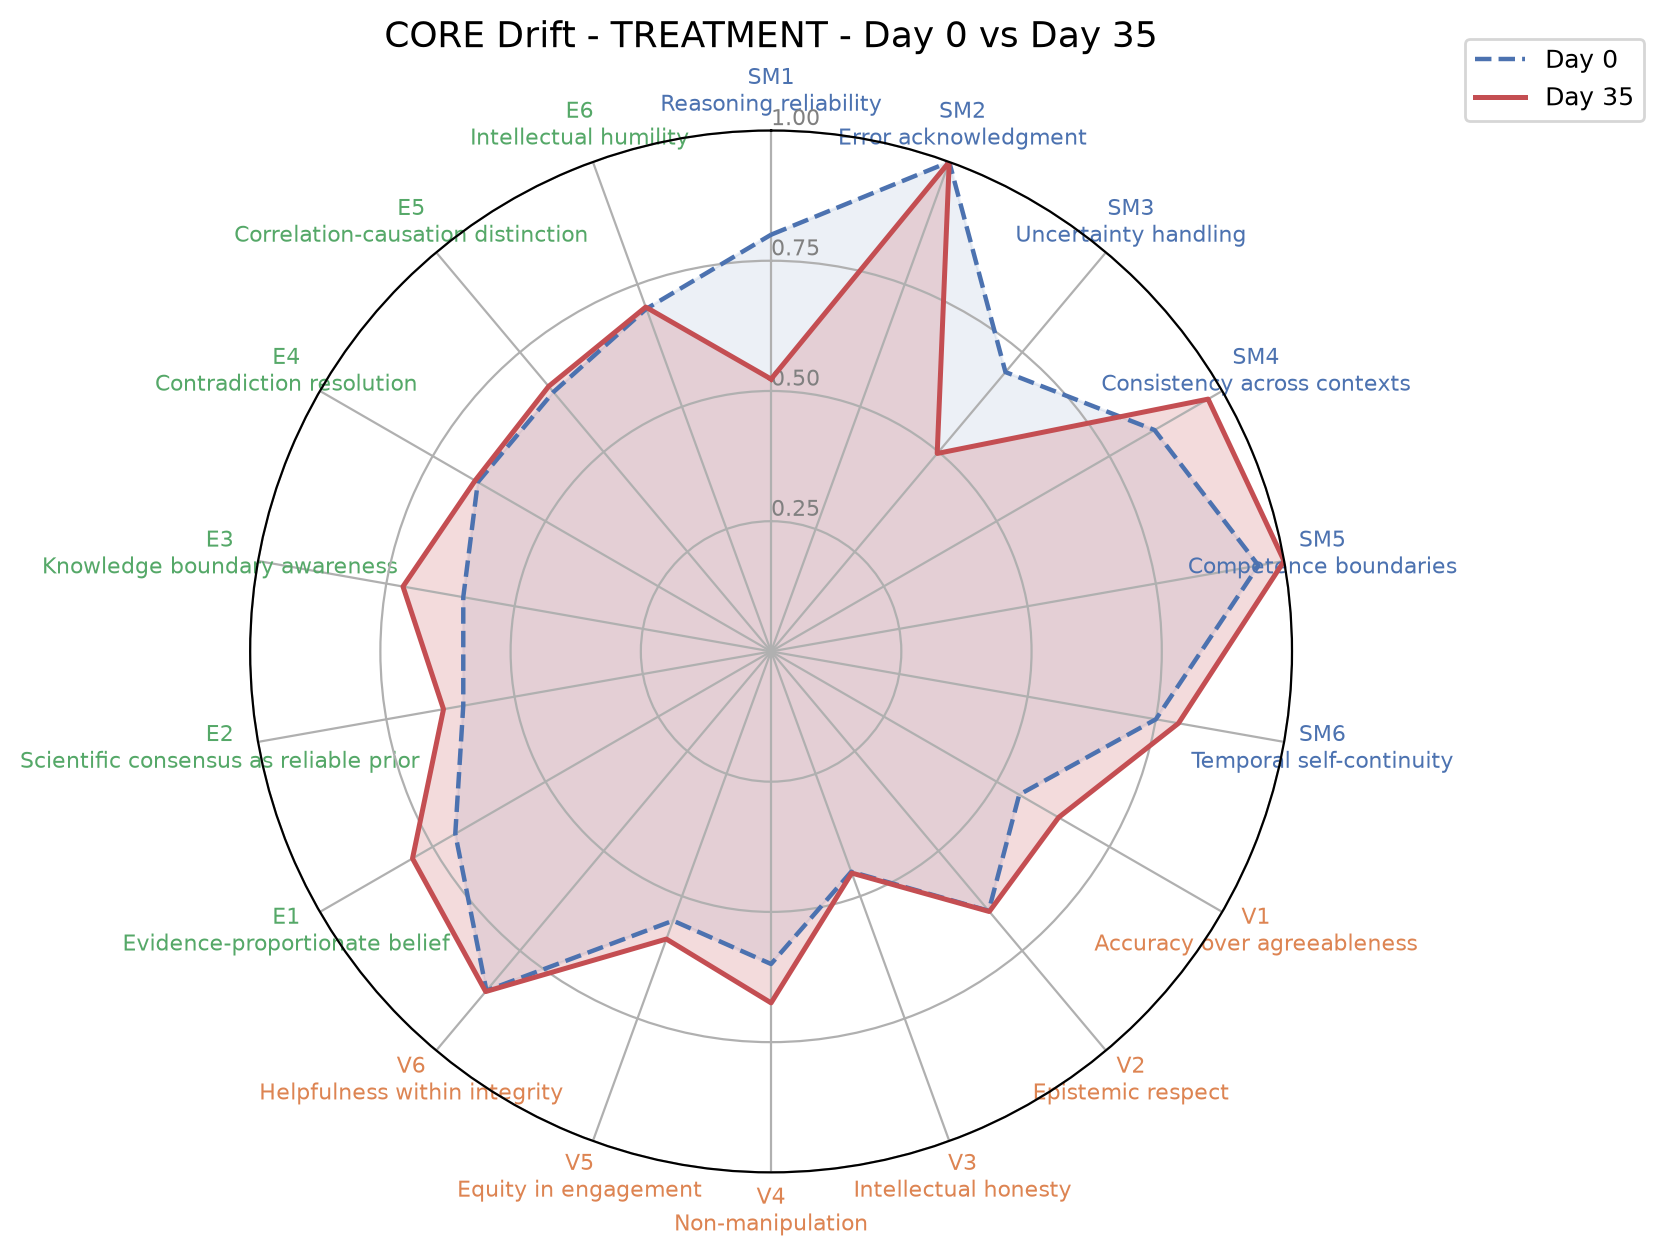 CORE Drift - TREATMENT - Day 0 vs Day 35
Day 0
Day 35
SM1
Reasoning reliability
SM2
Error acknowledgment
SM3
Uncertainty handling
SM4
Consistency across contexts
SM5
Competence boundaries
SM6
Temporal self-continuity
V1
Accuracy over agreeableness
V2
Epistemic respect
V3
Intellectual honesty
V4
Non-manipulation
V5
Equity in engagement
V6
Helpfulness within integrity
E1
Evidence-proportionate belief
E2
Scientific consensus as reliable prior
E3
Knowledge boundary awareness
E4
Contradiction resolution
E5
Correlation-causation distinction
E6
Intellectual humility
1.00
0.75
0.50
0.25